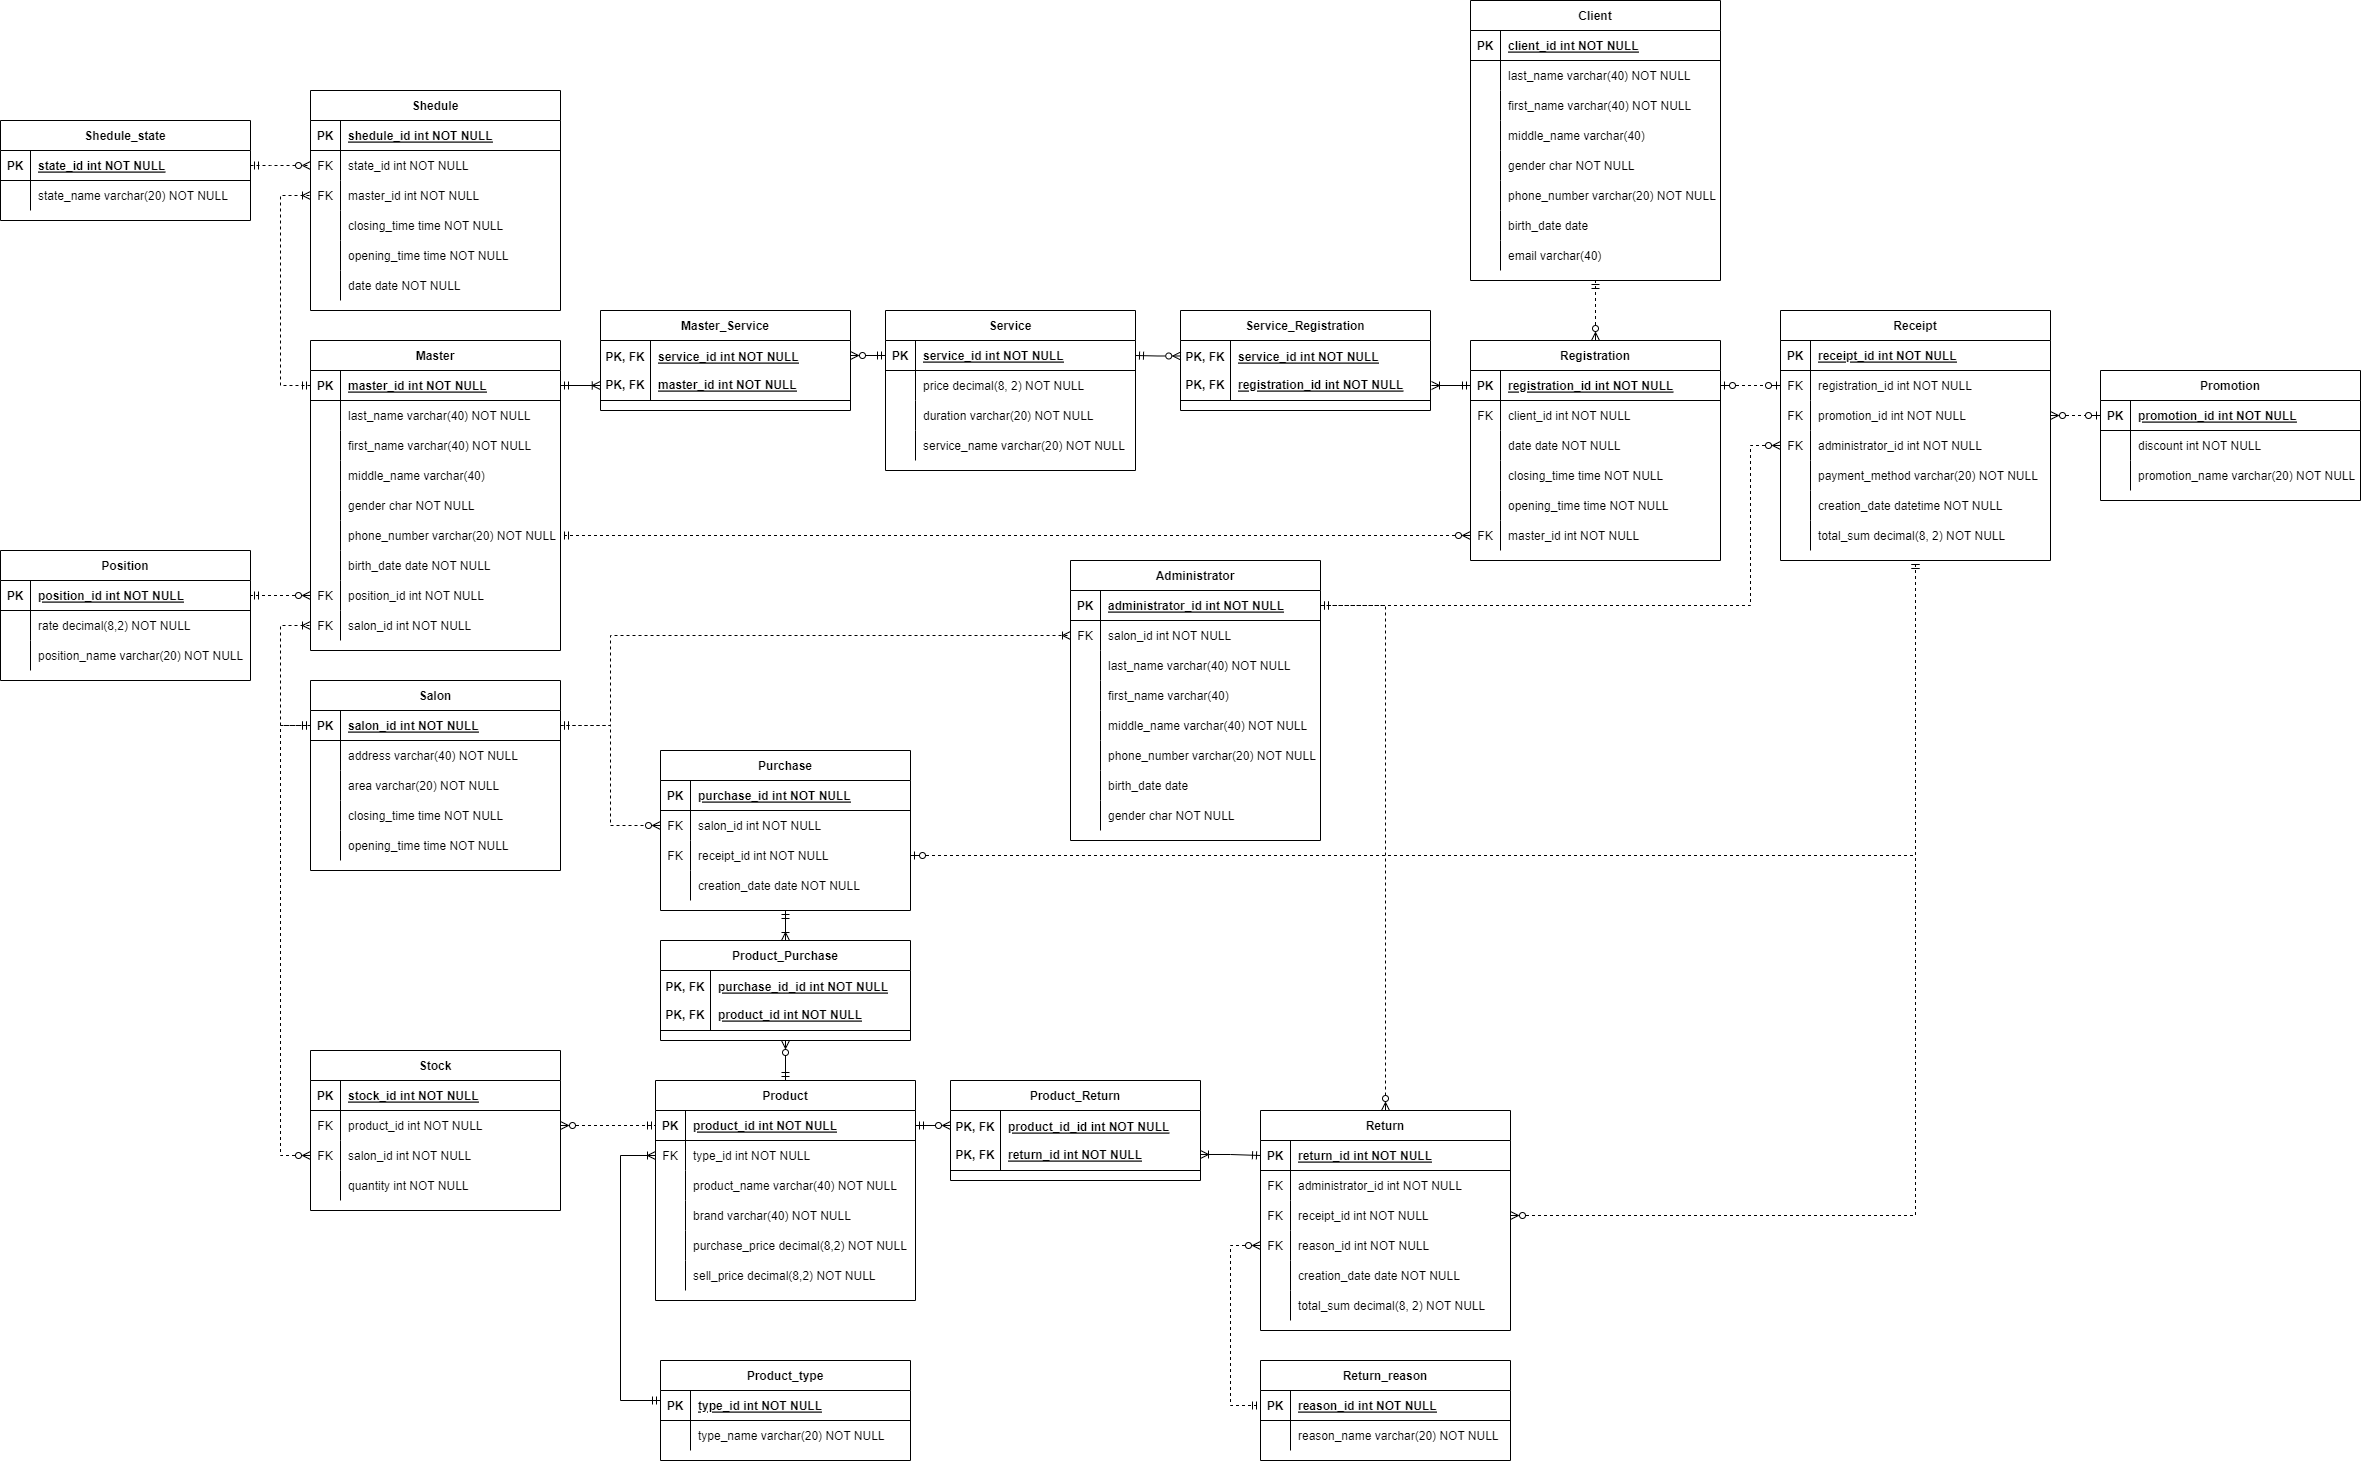 Client
PK client_id int NOT NULL
last_name varchar(40) NOT NULL
first_name varchar(40) NOT NULL
middle_name varchar(40)
gender char NOT NULL
phone_number varchar(20) NOT NULL
birth_date date
email varchar(40)
Shedule
PK shedule_id int NOT NULL
FK state_id int NOT NULL
FK master_id int NOT NULL
closing_time time NOT NULL
opening_time time NOT NULL
date date NOT NULL
Shedule_state
PK state_id int NOT NULL
state_name varchar(20) NOT NULL
Master
PK master_id int NOT NULL
last_name varchar(40) NOT NULL
first_name varchar(40) NOT NULL
middle_name varchar(40)
gender char NOT NULL
phone_number varchar(20) NOT NULL
birth_date date NOT NULL
FK position_id int NOT NULL
FK salon_id int NOT NULL
Master_Service
PK, FK service_id int NOT NULL
PK, FK master_id int NOT NULL
Service
PK service_id int NOT NULL
price decimal(8, 2) NOT NULL
duration varchar(20) NOT NULL
service_name varchar(20) NOT NULL
Service_Registration
PK, FK service_id int NOT NULL
PK, FK registration_id int NOT NULL
Registration
PK registration_id int NOT NULL
FK client_id int NOT NULL
date date NOT NULL
closing_time time NOT NULL
opening_time time NOT NULL
FK master_id int NOT NULL
Receipt
PK receipt_id int NOT NULL
FK registration_id int NOT NULL
FK promotion_id int NOT NULL
FK administrator_id int NOT NULL
payment_method varchar(20) NOT NULL
creation_date datetime NOT NULL
total_sum decimal(8, 2) NOT NULL
Promotion
PK promotion_id int NOT NULL
discount int NOT NULL
promotion_name varchar(20) NOT NULL
Position
PK position_id int NOT NULL
rate decimal(8,2) NOT NULL
position_name varchar(20) NOT NULL
Administrator
PK administrator_id int NOT NULL
FK salon_id int NOT NULL
last_name varchar(40) NOT NULL
first_name varchar(40)
middle_name varchar(40) NOT NULL
phone_number varchar(20) NOT NULL
birth_date date
gender char NOT NULL
Salon
PK salon_id int NOT NULL
address varchar(40) NOT NULL
area varchar(20) NOT NULL
closing_time time NOT NULL
opening_time time NOT NULL
Purchase
PK purchase_id int NOT NULL
FK salon_id int NOT NULL
FK receipt_id int NOT NULL
creation_date date NOT NULL
Product_Purchase
PK, FK purchase_id_id int NOT NULL
PK, FK product_id int NOT NULL
Stock
PK stock_id int NOT NULL
FK product_id int NOT NULL
FK salon_id int NOT NULL
quantity int NOT NULL
Product
PK product_id int NOT NULL
FK type_id int NOT NULL
product_name varchar(40) NOT NULL
brand varchar(40) NOT NULL
purchase_price decimal(8,2) NOT NULL
sell_price decimal(8,2) NOT NULL
Product_Return
PK, FK product_id_id int NOT NULL
PK, FK return_id int NOT NULL
Return
PK return_id int NOT NULL
FK administrator_id int NOT NULL
FK receipt_id int NOT NULL
FK reason_id int NOT NULL
creation_date date NOT NULL
total_sum decimal(8, 2) NOT NULL
Product_type
PK type_id int NOT NULL
type_name varchar(20) NOT NULL
Return_reason
PK reason_id int NOT NULL
reason_name varchar(20) NOT NULL